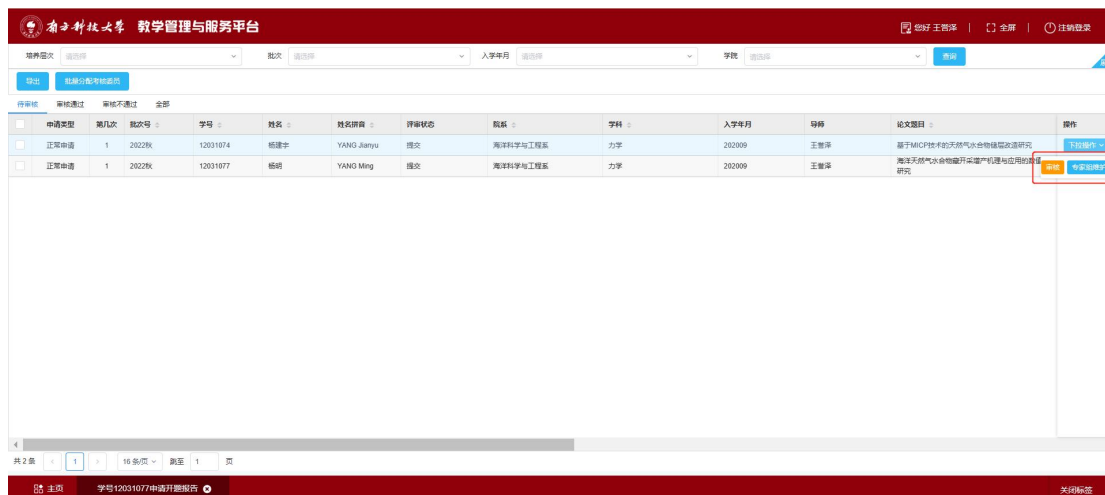 南方科技大学 教学管理与服务平台 您好 王誉泽 | 全屏 | 注销登录
培养层次 请选择 批次 请选择 入学年月 请选择 学院 请选择 查询
导出 批量分配考核委员
待审核 审核通过 审核不通过 全部
申请类型 第几次 批次号 学号 姓名 姓名拼音 评审状态 院系 学科 入学年月 导师 论文题目 操作
正常申请 1 2022秋 12031074 杨建宇 YANG Jianyu 提交 海洋科学与工程系 力学 202009 王誉泽 基于MICP技术的天然气水合物储层改造研究 下拉操作
正常申请 1 2022秋 12031077 杨明 YANG Ming 提交 海洋科学与工程系 力学 202009 王誉泽 海洋天然气水合物藏开采增产机理与应用的数值
研究 审核 专家组维护
共2条 1 16条/页 跳至 1 页
主页 学号12031077申请开题报告 关闭标签